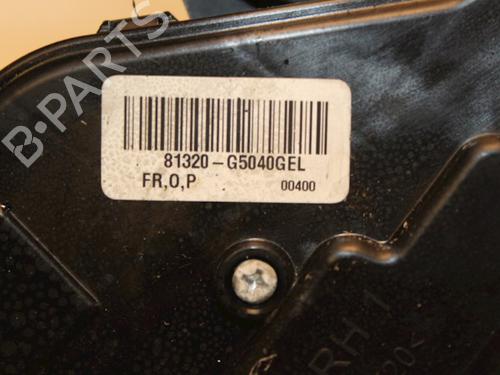 B·PARTS
81320-G5040GEL
FR,O,P 00400
RH 1